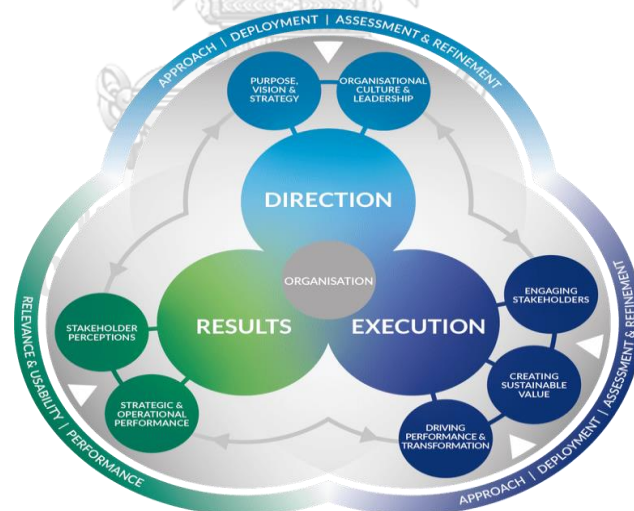 APPROACH | DEPLOYMENT | ASSESSMENT & REFINEMENT
PURPOSE,
VISION &
STRATEGY
ORGANISATIONAL
CULTURE &
LEADERSHIP
DIRECTION
ORGANISATION
RESULTS
EXECUTION
STAKEHOLDER
PERCEPTIONS
STRATEGIC &
OPERATIONAL
PERFORMANCE
ENGAGING
STAKEHOLDERS
CREATING
SUSTAINABLE
VALUE
DRIVING
PERFORMANCE &
TRANSFORMATION
RELEVANCE & USABILITY | PERFORMANCE
APPROACH | DEPLOYMENT | ASSESSMENT & REFINEMENT